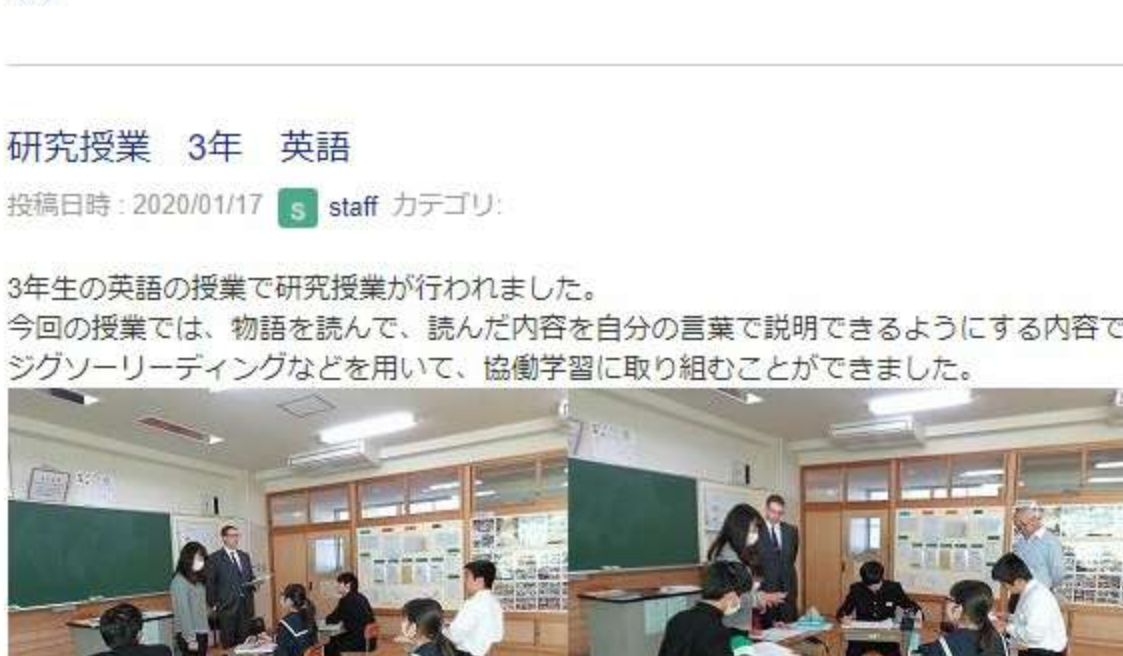 研究授業　3年　英語
投稿日時 : 2020/01/17 s staff カテゴリ:
3年生の英語の授業で研究授業が行われました。
今回の授業では、物語を読んで、読んだ内容を自分の言葉で説明できるようにする内容で
ジグソーリーディングなどを用いて、協働学習に取り組むことができました。